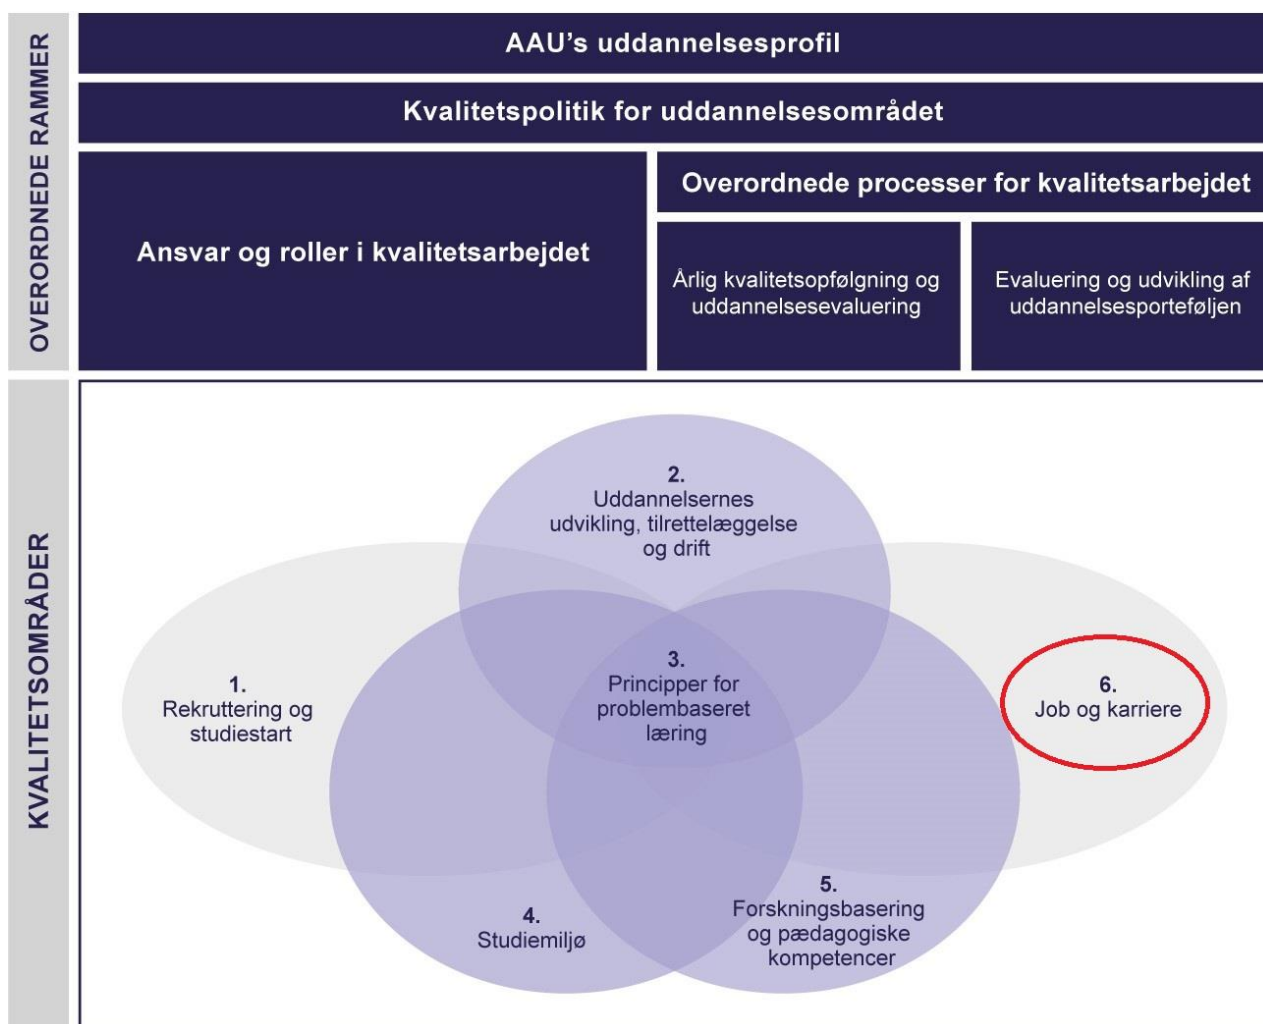 OVERORDNEDE RAMMER
AAU's uddannelsesprofil
Kvalitetspolitik for uddannelsesområdet
Ansvar og roller i kvalitetsarbejdet
Overordnede processer for kvalitetsarbejdet
Årlig kvalitetsopfølgning og
uddannelsesevaluering
Evaluering og udvikling af
uddannelsesporteføljen
KVALITETSOMRÅDER
1.
Rekruttering og
studiestart
2.
Uddannelsernes
udvikling, tilrettelæggelse
og drift
3.
Principper for
problembaseret
læring
4.
Studiemiljø
5.
Forskningsbasering
og pædagogiske
kompetencer
6.
Job og karriere